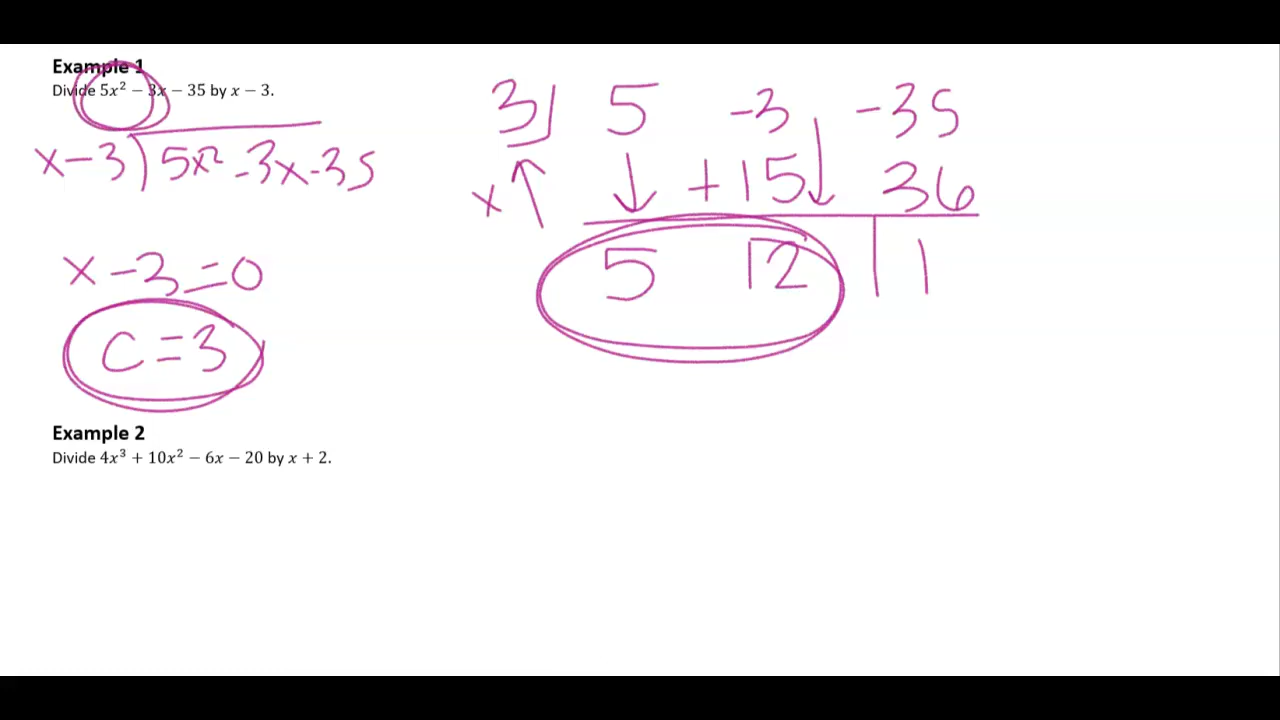 Example 1
Divide 5x² − 3x − 35 by x − 3.
x - 3 ) 5x² - 3x - 35
x - 3 = 0
c = 3
3 | 5 -3 -35
x + 15 36
5 12 | 1
Example 2
Divide 4x³ + 10x² − 6x − 20 by x + 2.